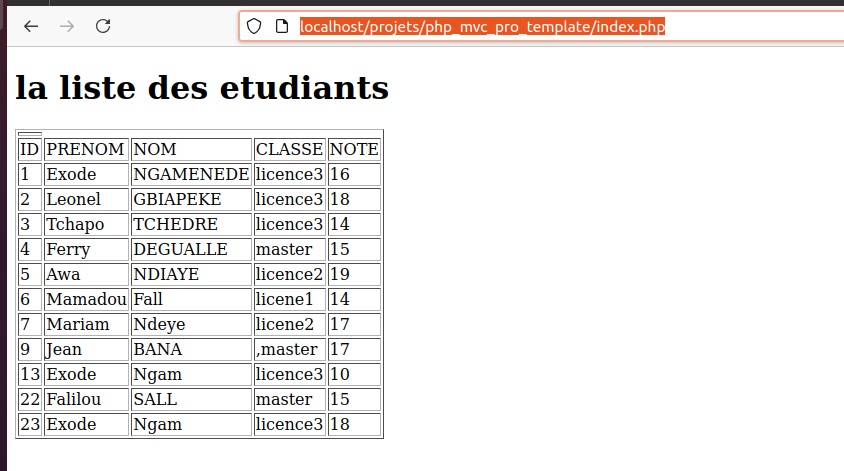 localhost/projets/php_mvc_pro_template/index.php
la liste des etudiants
ID PRENOM NOM CLASSE NOTE
1 Exode NGAMENEDE licence3 16
2 Leonel GBIAPEKE licence3 18
3 Tchapo TCHEDRE licence3 14
4 Ferry DEGUALLE master 15
5 Awa NDIAYE licence2 19
6 Mamadou Fall licene1 14
7 Mariam Ndeye licene2 17
9 Jean BANA ,master 17
13 Exode Ngam licence3 10
22 Falilou SALL master 15
23 Exode Ngam licence3 18